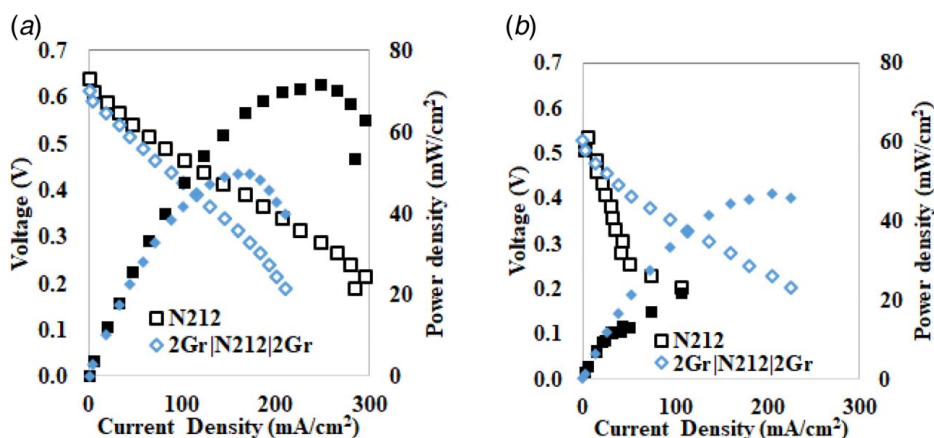 (a)
Voltage (V)
0.7
0.6
0.5
0.4
0.3
0.2
0.1
0.0
80
60
40
20
0
Power density (mW/cm²)
N212
2Gr|N212|2Gr
0 100 200 300
Current Density (mA/cm²)
(b)
Voltage (V)
0.7
0.6
0.5
0.4
0.3
0.2
0.1
0.0
80
60
40
20
0
Power density (mW/cm²)
N212
2Gr|N212|2Gr
0 100 200 300
Current Density (mA/cm²)